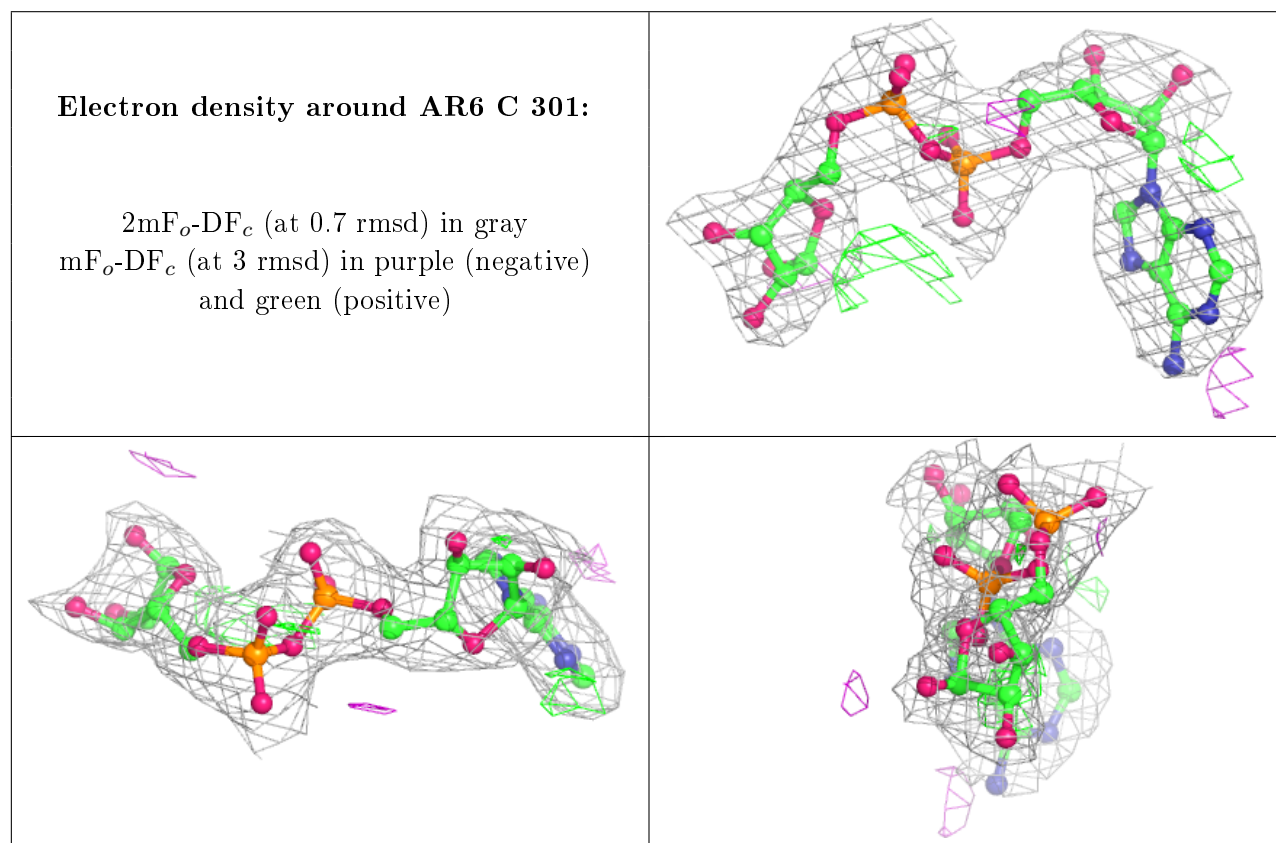 Electron density around AR6 C 301:
2mFo-DFc (at 0.7 rmsd) in gray
mFo-DFc (at 3 rmsd) in purple (negative)
and green (positive)